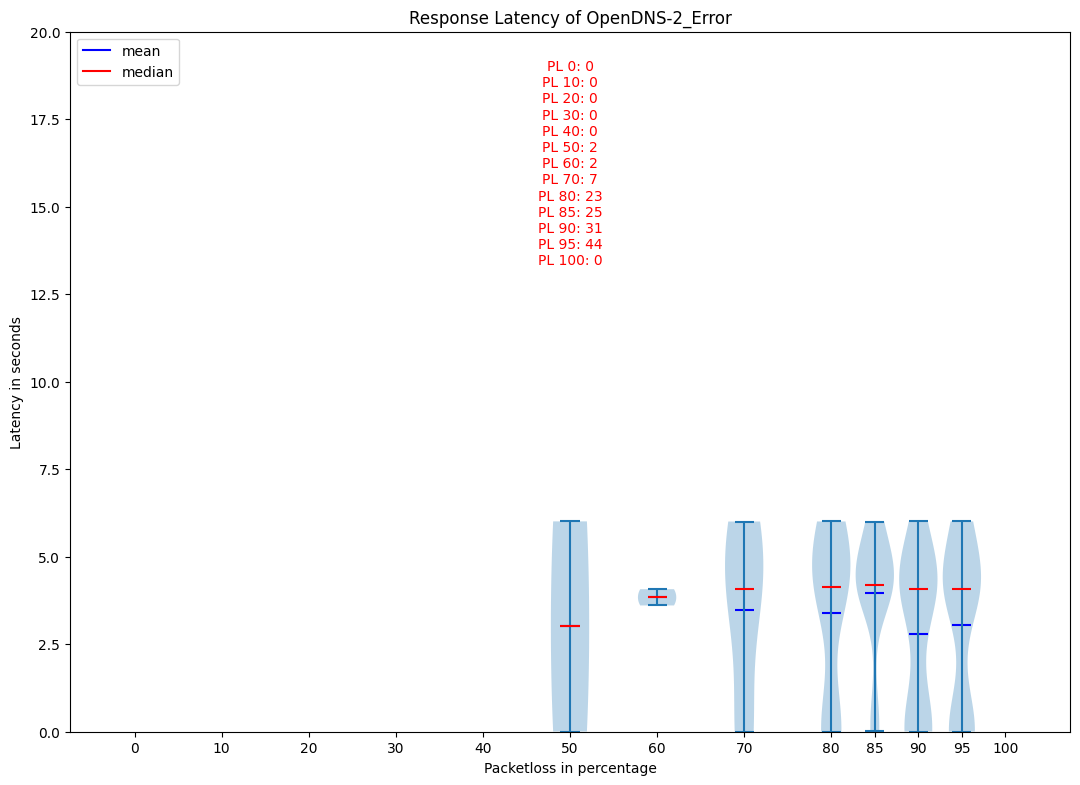 Response Latency of OpenDNS-2_Error
20.0
17.5
15.0
12.5
10.0
7.5
5.0
2.5
0.0
Latency in seconds
mean
median
PL 0: 0
PL 10: 0
PL 20: 0
PL 30: 0
PL 40: 0
PL 50: 2
PL 60: 2
PL 70: 7
PL 80: 23
PL 85: 25
PL 90: 31
PL 95: 44
PL 100: 0
0 10 20 30 40 50 60 70 80 85 90 95 100
Packetloss in percentage